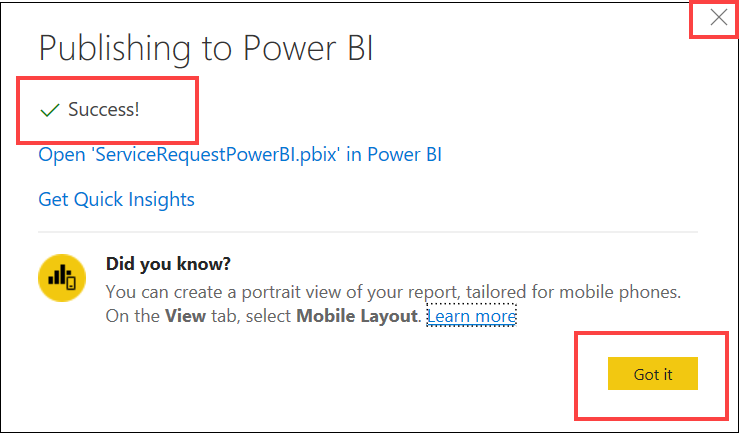 Publishing to Power BI
Success!
Open 'ServiceRequestPowerBI.pbix' in Power BI
Get Quick Insights
Did you know?
You can create a portrait view of your report, tailored for mobile phones.
On the View tab, select Mobile Layout. Learn more
Got it